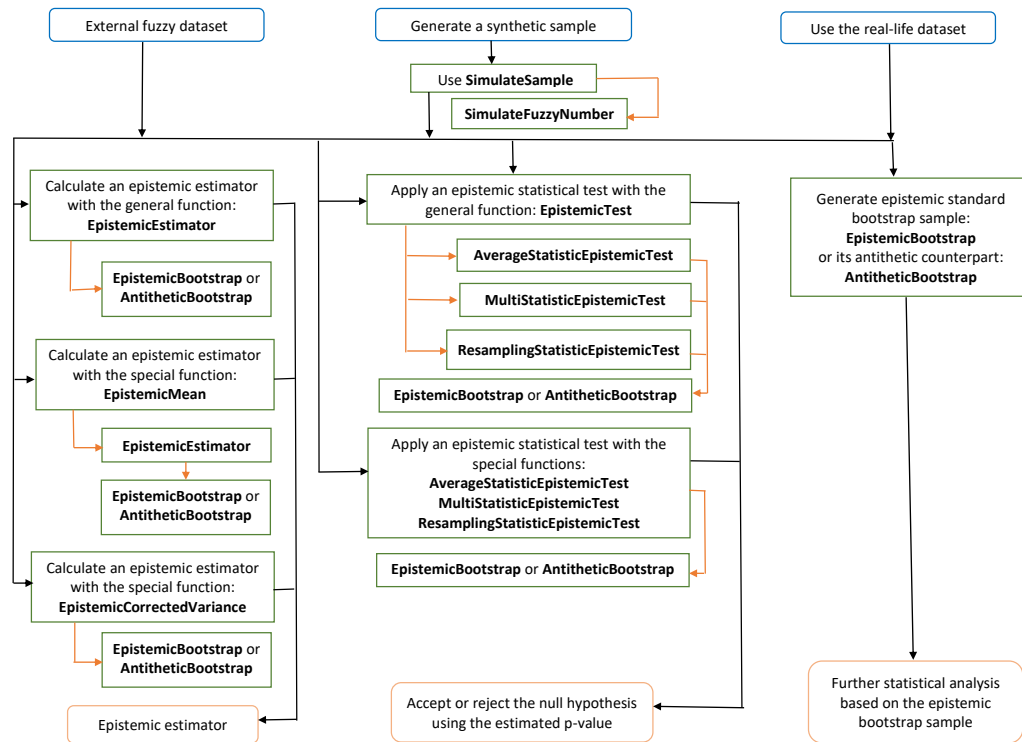 External fuzzy dataset
Generate a synthetic sample
Use the real-life dataset
Use SimulateSample
SimulateFuzzyNumber
Calculate an epistemic estimator
with the general function:
EpistemicEstimator
EpistemicBootstrap or
AntitheticBootstrap
Calculate an epistemic estimator
with the special function:
EpistemicMean
EpistemicEstimator
EpistemicBootstrap or
AntitheticBootstrap
Calculate an epistemic estimator
with the special function:
EpistemicCorrectedVariance
EpistemicBootstrap or
AntitheticBootstrap
Epistemic estimator
Apply an epistemic statistical test with the
general function: EpistemicTest
AverageStatisticEpistemicTest
MultiStatisticEpistemicTest
ResamplingStatisticEpistemicTest
EpistemicBootstrap or AntitheticBootstrap
Apply an epistemic statistical test with the
special functions:
AverageStatisticEpistemicTest
MultiStatisticEpistemicTest
ResamplingStatisticEpistemicTest
EpistemicBootstrap or AntitheticBootstrap
Accept or reject the null hypothesis
using the estimated p-value
Generate epistemic standard
bootstrap sample:
EpistemicBootstrap
or its antithetic counterpart:
AntitheticBootstrap
Further statistical analysis
based on the epistemic
bootstrap sample